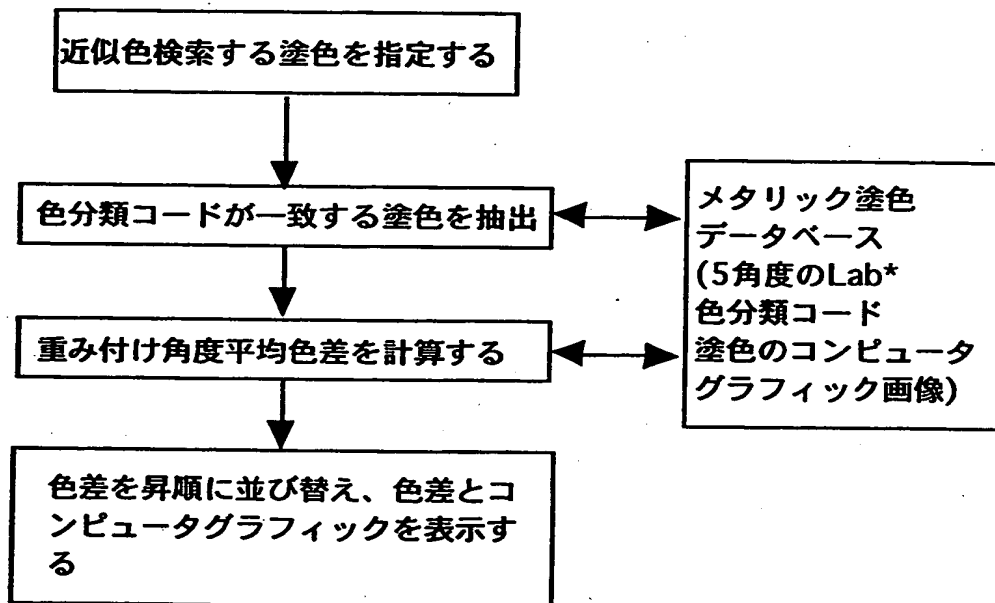 近似色検索する塗色を指定する
色分類コードが一致する塗色を抽出
重み付け角度平均色差を計算する
色差を昇順に並び替え、色差とコ
ンピュータグラフィックを表示す
る
メタリック塗色
データベース
(5角度のLab*
色分類コード
塗色のコンピュータ
グラフィック画像)